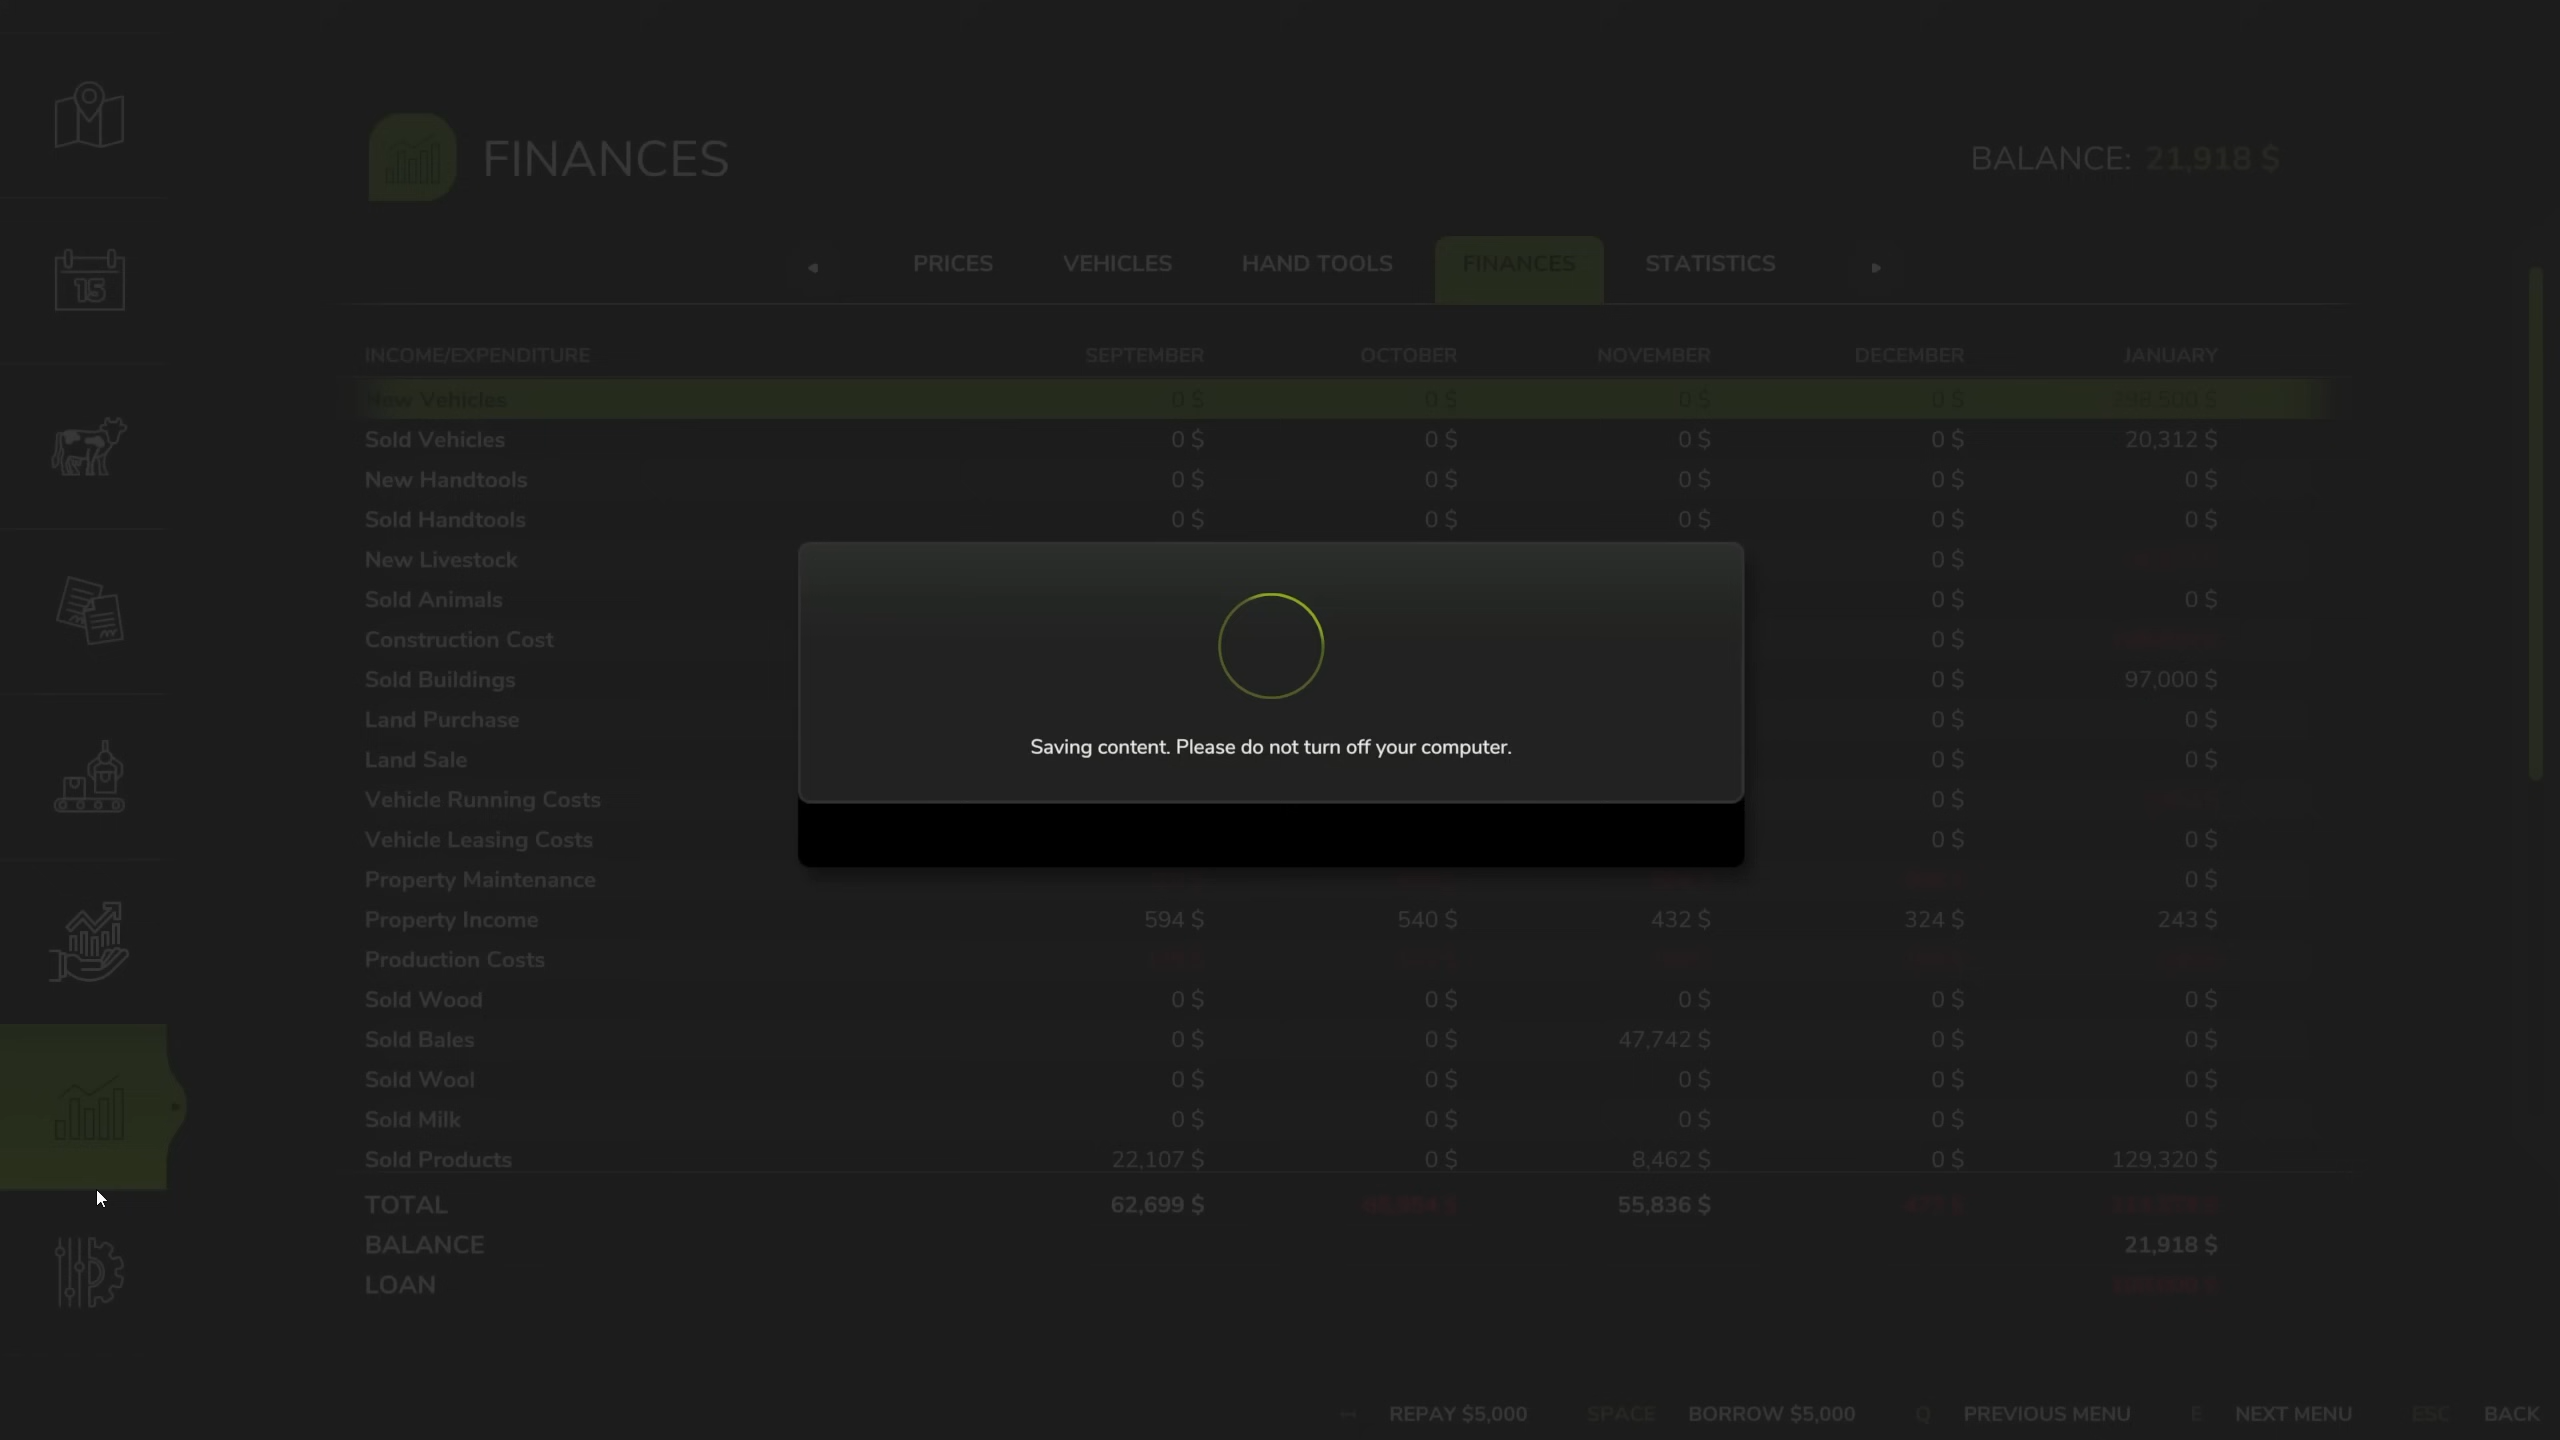 FINANCES
BALANCE: 21,918 $
PRICES VEHICLES HAND TOOLS FINANCES STATISTICS
15
INCOME/EXPENDITURE SEPTEMBER OCTOBER NOVEMBER DECEMBER JANUARY
New Vehicles 0 $ 0 $ 0 $ 0 $
Sold Vehicles 0 $ 0 $ 0 $ 0 $ 20,312 $
New Handtools 0 $ 0 $ 0 $ 0 $ 0 $
Sold Handtools 0 $ 0 $ 0 $ 0 $ 0 $
New Livestock 0 $
Sold Animals 0 $ 0 $
Construction Cost 0 $
Sold Buildings 0 $ 97,000 $
Land Purchase 0 $ 0 $
Land Sale 0 $ 0 $
Vehicle Running Costs 0 $
Vehicle Leasing Costs 0 $ 0 $
Property Maintenance 0 $
Property Income 594 $ 540 $ 432 $ 324 $ 243 $
Production Costs
Sold Wood 0 $ 0 $ 0 $ 0 $ 0 $
Sold Bales 0 $ 0 $ 47,742 $ 0 $ 0 $
Sold Wool 0 $ 0 $ 0 $ 0 $ 0 $
Sold Milk 0 $ 0 $ 0 $ 0 $ 0 $
Sold Products 22,107 $ 0 $ 8,462 $ 0 $ 129,320 $
TOTAL 62,699 $ 55,836 $
BALANCE 21,918 $
LOAN
Saving content. Please do not turn off your computer.
REPAY $5,000 SPACE BORROW $5,000 Q PREVIOUS MENU E NEXT MENU ESC BACK